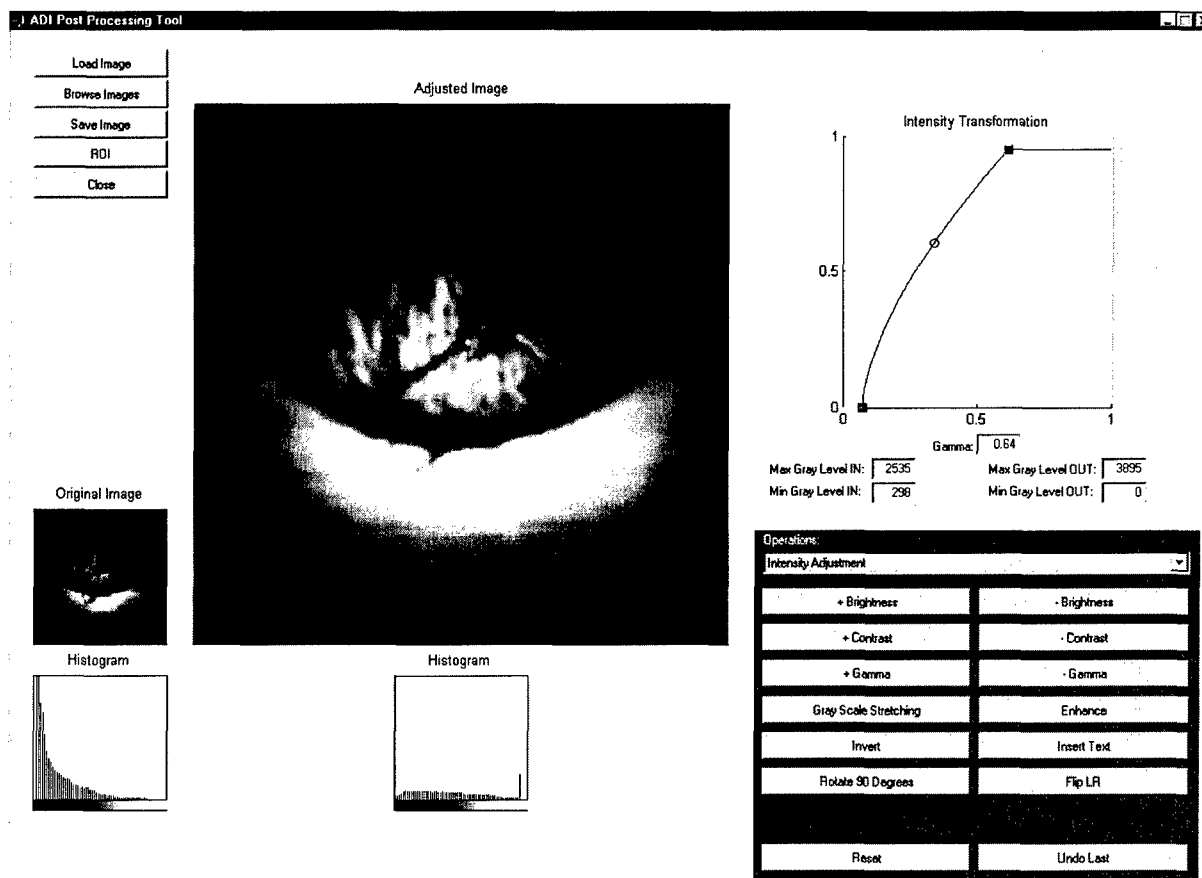 ADI Post Processing Tool
Load Image
Browse Images
Save Image
ROI
Close
Adjusted Image
Intensity Transformation
1
0.5
0
0
0.5
1
Gamma: 0.64
Max Gray Level IN: 2535
Max Gray Level OUT: 3895
Min Gray Level IN: 298
Min Gray Level OUT: 0
Original Image
Histogram
Histogram
Operations:
Intensity Adjustment
+ Brightness
- Brightness
+ Contrast
- Contrast
+ Gamma
- Gamma
Gray Scale Stretching
Enhance
Invert
Insert Text
Rotate 90 Degrees
Flip LR
Reset
Undo Last